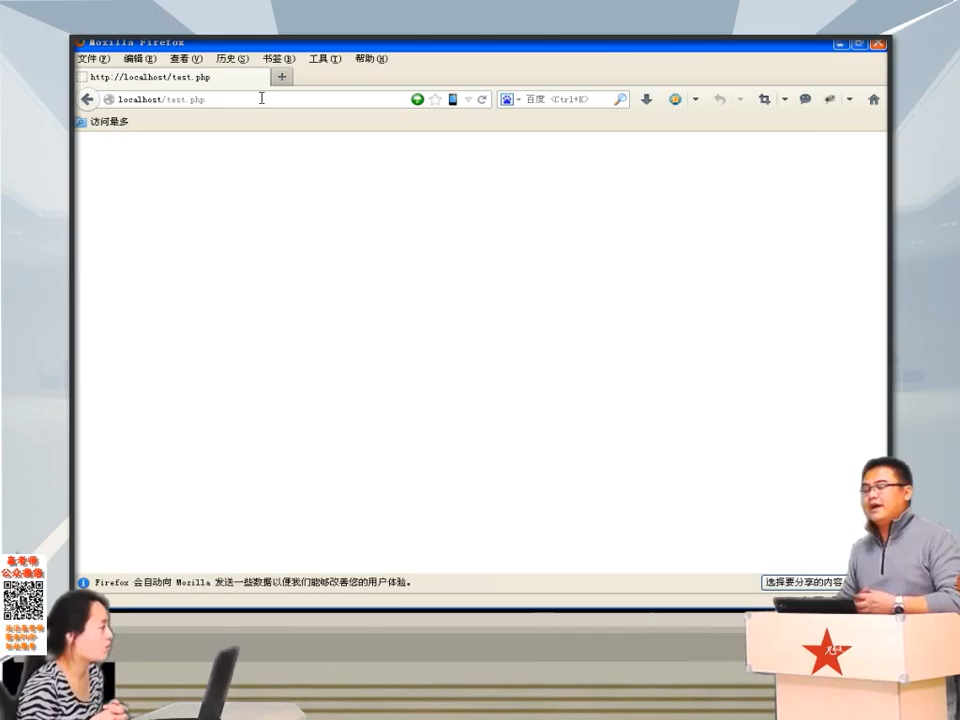 Mozilla Firefox
文件(F) 编辑(E) 查看(V) 历史(S) 书签(B) 工具(T) 帮助(H)
http://localhost/test.php
localhost/test.php
百度 <Ctrl+K>
访问最多
Firefox 会自动向 Mozilla 发送一些数据以便我们能够改善您的用户体验。
选择要分享的内容